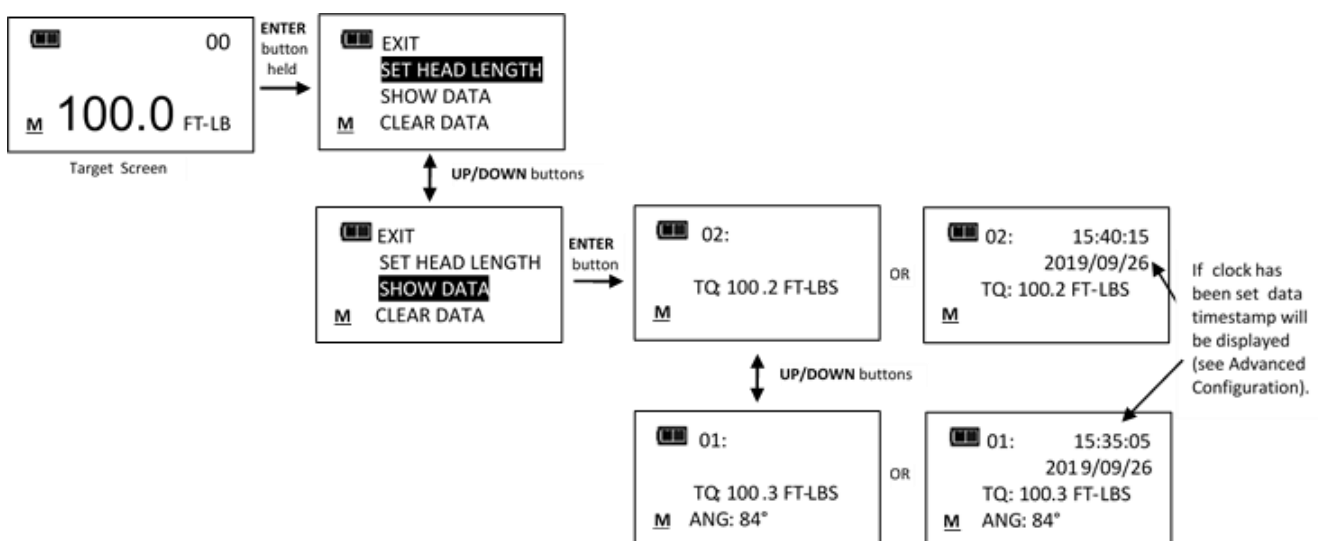 00
M 100.0 FT-LB
Target Screen
ENTER
button
held
EXIT
SET HEAD LENGTH
SHOW DATA
M CLEAR DATA
UP/DOWN buttons
EXIT
SET HEAD LENGTH
SHOW DATA
M CLEAR DATA
ENTER
button
02:
TQ: 100.2 FT-LBS
M
OR
02: 15:40:15
2019/09/26
TQ: 100.2 FT-LBS
M
If clock has
been set data
timestamp will
be displayed
(see Advanced
Configuration).
UP/DOWN buttons
01:
TQ: 100.3 FT-LBS
M ANG: 84°
OR
01: 15:35:05
2019/09/26
TQ: 100.3 FT-LBS
M ANG: 84°